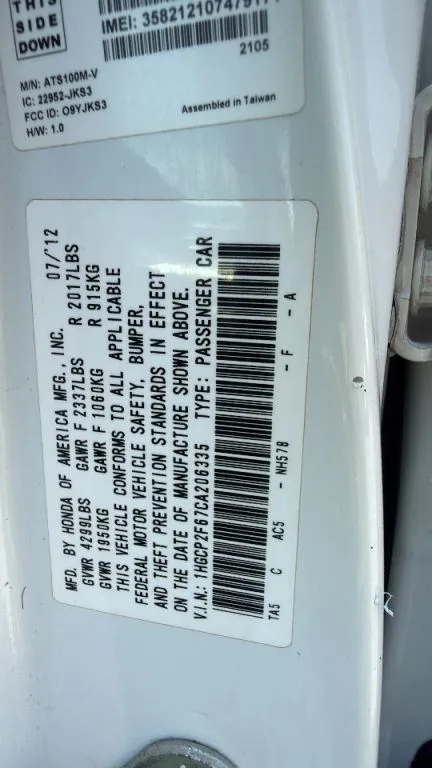 THIS
SIDE
DOWN
IMEI: 35821210747917
2105
M/N: ATS100M-V
IC: 22952-JKS3
FCC ID: O9YJKS3
H/W: 1.0
Assembled in Taiwan
MFD. BY HONDA OF AMERICA MFG., INC. 07/'12
GVWR 4299LBS GAWR F 2337LBS R 2017LBS
GVWR 1950KG GAWR F 1060KG R 915KG
THIS VEHICLE CONFORMS TO ALL APPLICABLE
FEDERAL MOTOR VEHICLE SAFETY, BUMPER,
AND THEFT PREVENTION STANDARDS IN EFFECT
ON THE DATE OF MANUFACTURE SHOWN ABOVE.
V.I.N.: 1HGCP2F67CA206335 TYPE: PASSENGER CAR
TA5 C AC5 - NH578 - F - A